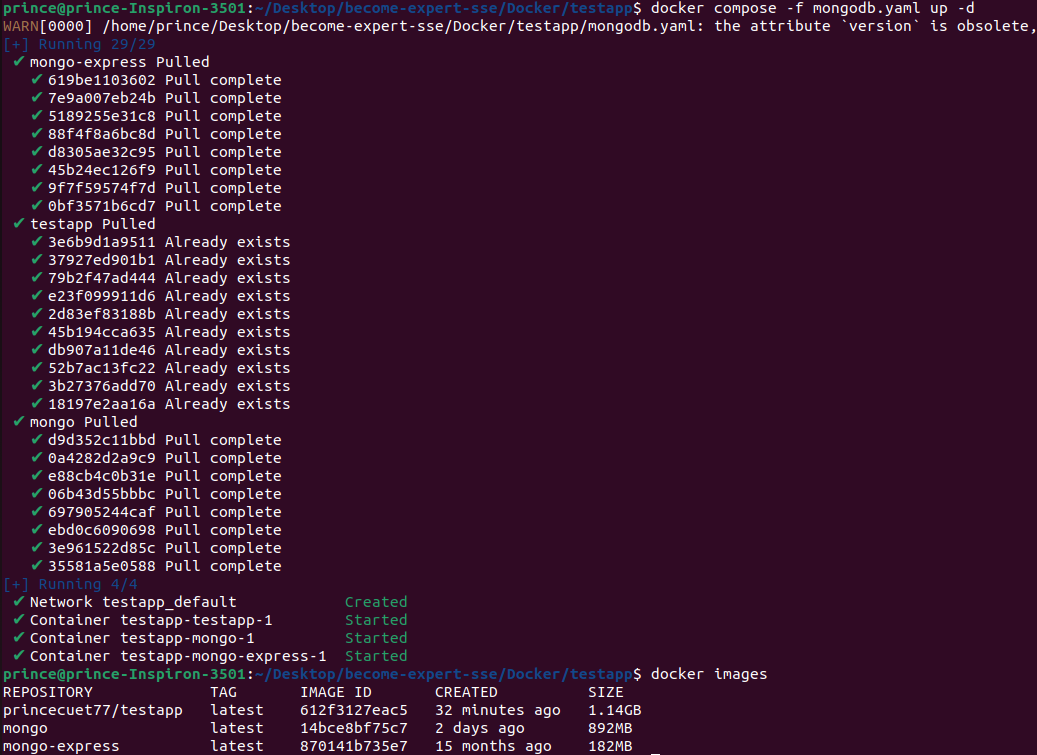 prince@prince-Inspiron-3501:~/Desktop/become-expert-sse/Docker/testapp$ docker compose -f mongodb.yaml up -d
WARN[0000] /home/prince/Desktop/become-expert-sse/Docker/testapp/mongodb.yaml: the attribute `version` is obsolete,
[+] Running 29/29
✔ mongo-express Pulled
✔ 619be1103602 Pull complete
✔ 7e9a007eb24b Pull complete
✔ 5189255e31c8 Pull complete
✔ 88f4f8a6bc8d Pull complete
✔ d8305ae32c95 Pull complete
✔ 45b24ec126f9 Pull complete
✔ 9f7f59574f7d Pull complete
✔ 0bf3571b6cd7 Pull complete
✔ testapp Pulled
✔ 3e6b9d1a9511 Already exists
✔ 37927ed901b1 Already exists
✔ 79b2f47ad444 Already exists
✔ e23f099911d6 Already exists
✔ 2d83ef83188b Already exists
✔ 45b194cca635 Already exists
✔ db907a11de46 Already exists
✔ 52b7ac13fc22 Already exists
✔ 3b27376add70 Already exists
✔ 18197e2aa16a Already exists
✔ mongo Pulled
✔ d9d352c11bbd Pull complete
✔ 0a4282d2a9c9 Pull complete
✔ e88cb4c0b31e Pull complete
✔ 06b43d55bbbc Pull complete
✔ 697905244caf Pull complete
✔ ebd0c6090698 Pull complete
✔ 3e961522d85c Pull complete
✔ 35581a5e0588 Pull complete
[+] Running 4/4
✔ Network testapp_default Created
✔ Container testapp-testapp-1 Started
✔ Container testapp-mongo-1 Started
✔ Container testapp-mongo-express-1 Started
prince@prince-Inspiron-3501:~/Desktop/become-expert-sse/Docker/testapp$ docker images
REPOSITORY TAG IMAGE ID CREATED SIZE
princecuet77/testapp latest 612f3127eac5 32 minutes ago 1.14GB
mongo latest 14bce8bf75c7 2 days ago 892MB
mongo-express latest 870141b735e7 15 months ago 182MB